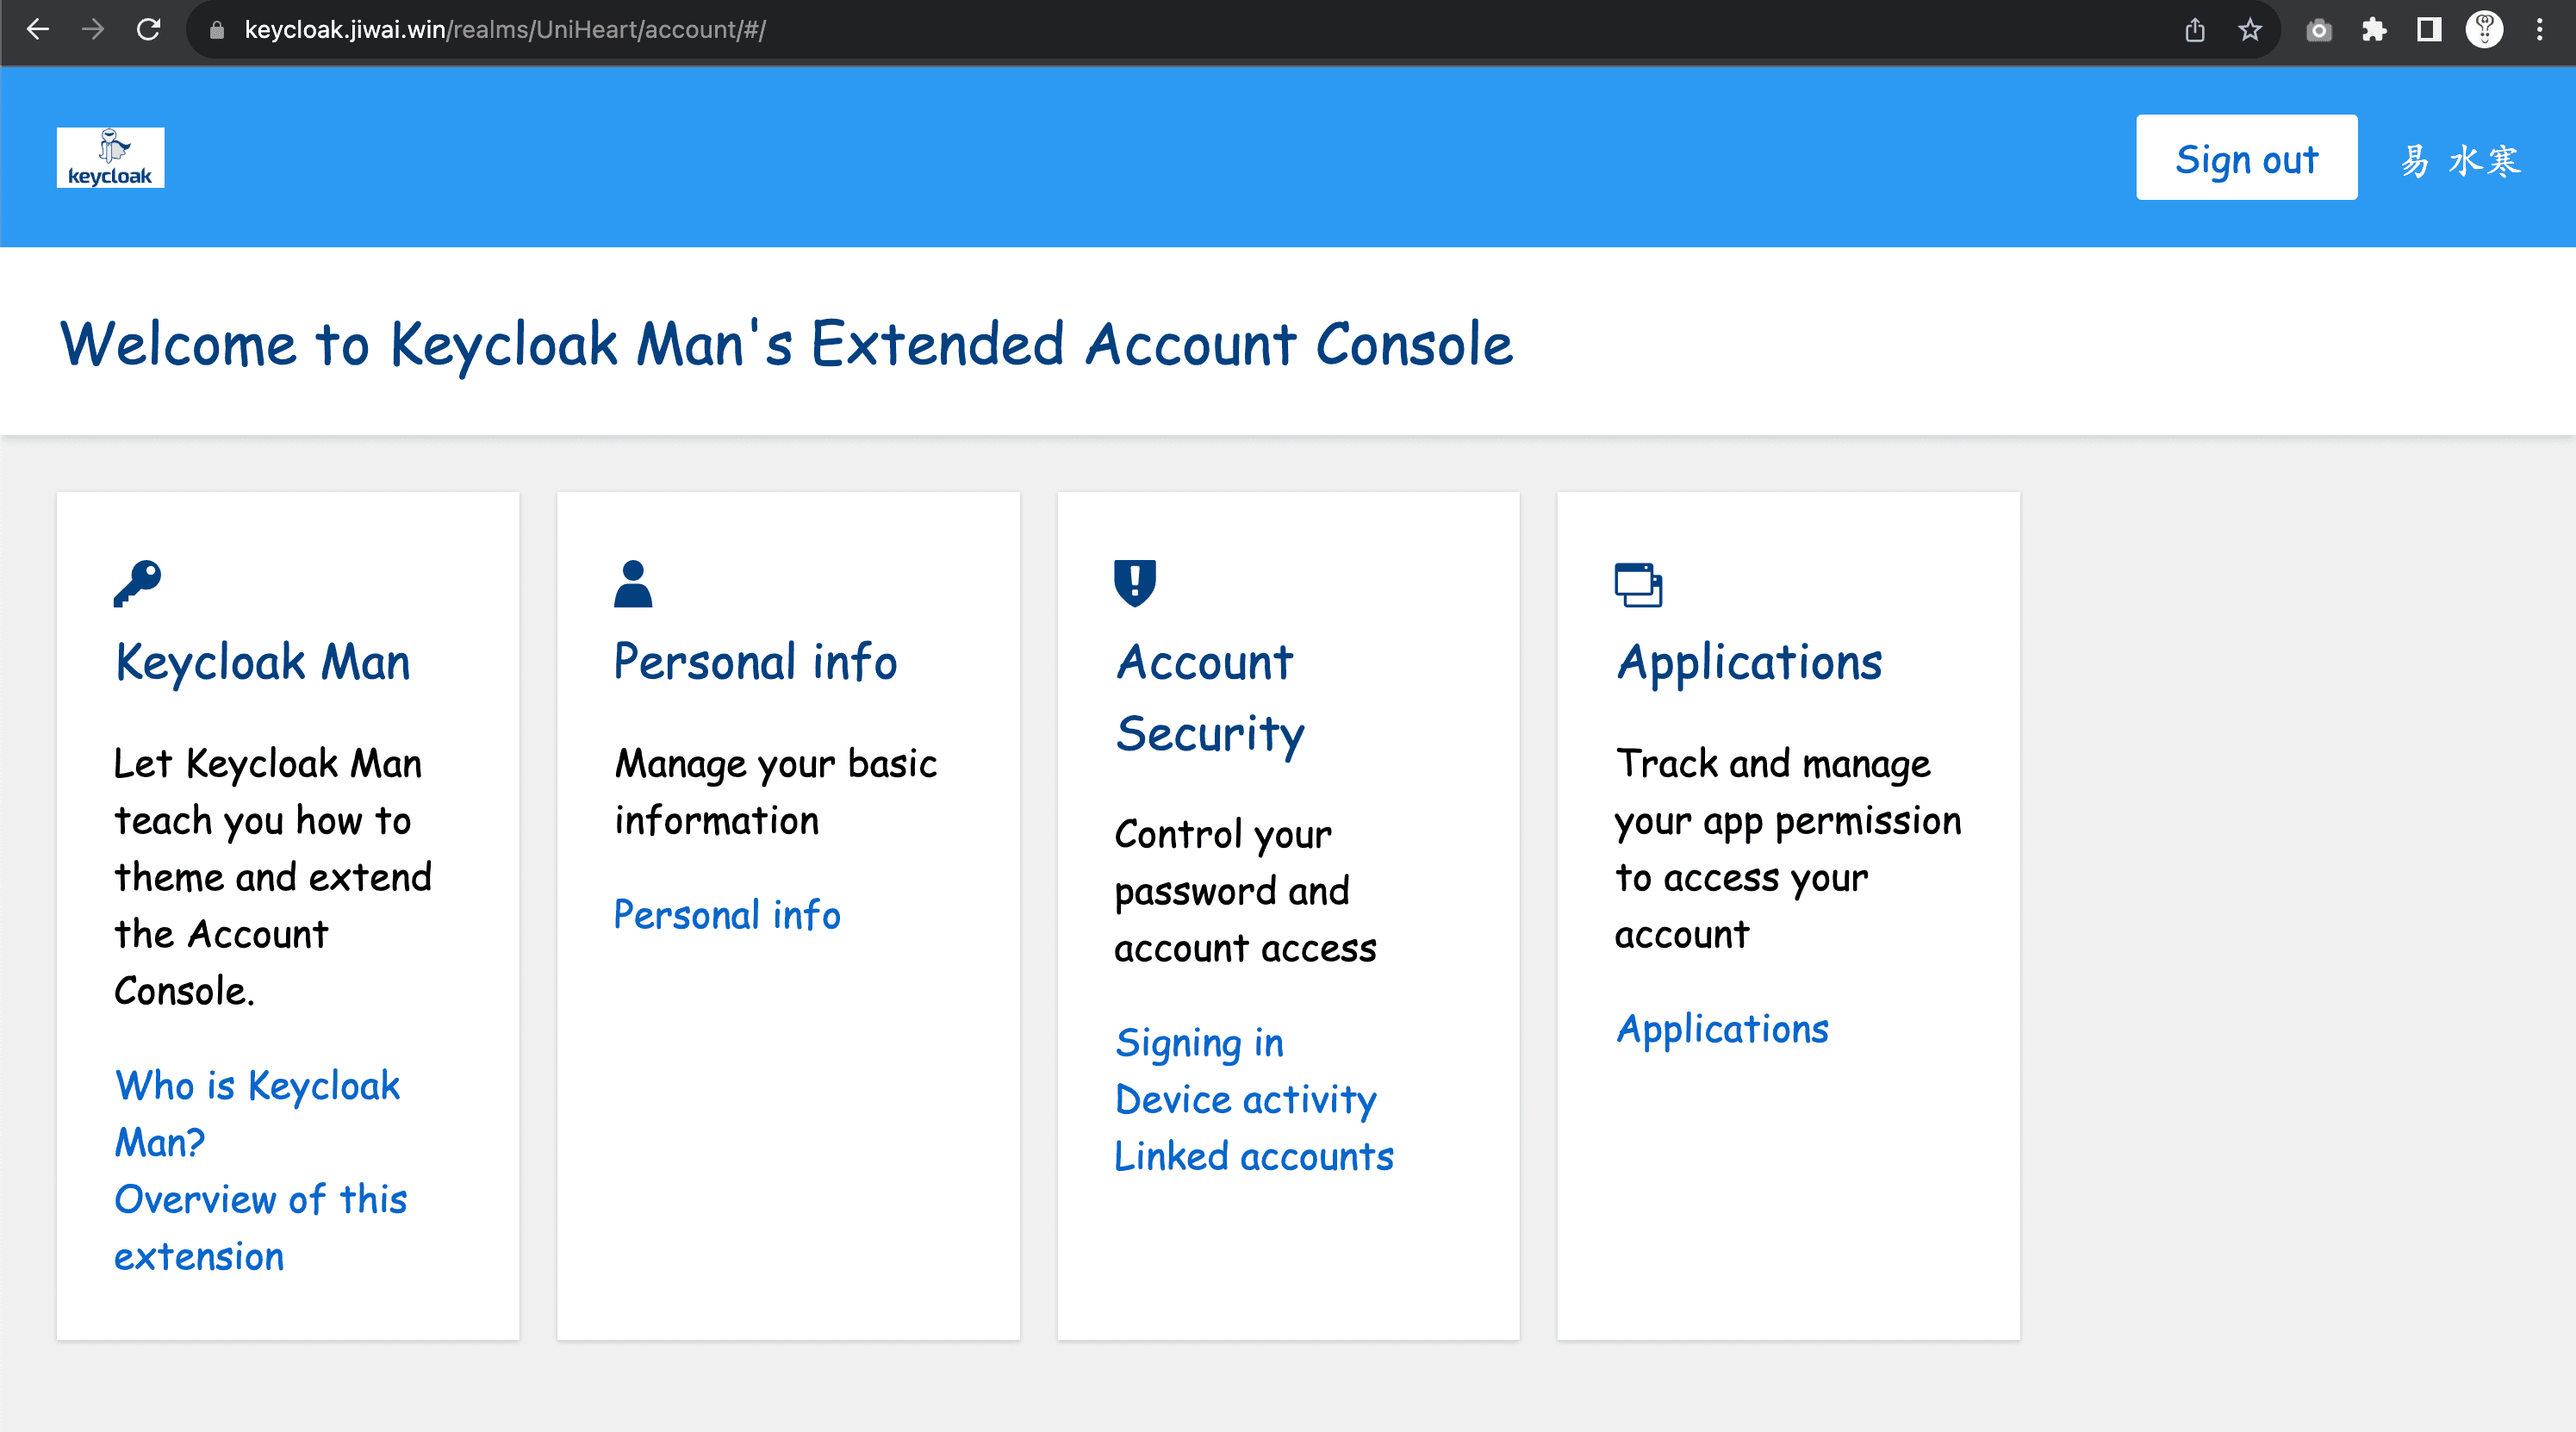 keycloak.jiwai.win/realms/UniHeart/account/#/
keycloak
Sign out
易 水寒
Welcome to Keycloak Man's Extended Account Console
Keycloak Man
Let Keycloak Man
teach you how to
theme and extend
the Account
Console.
Who is Keycloak
Man?
Overview of this
extension
Personal info
Manage your basic
information
Personal info
Account
Security
Control your
password and
account access
Signing in
Device activity
Linked accounts
Applications
Track and manage
your app permission
to access your
account
Applications